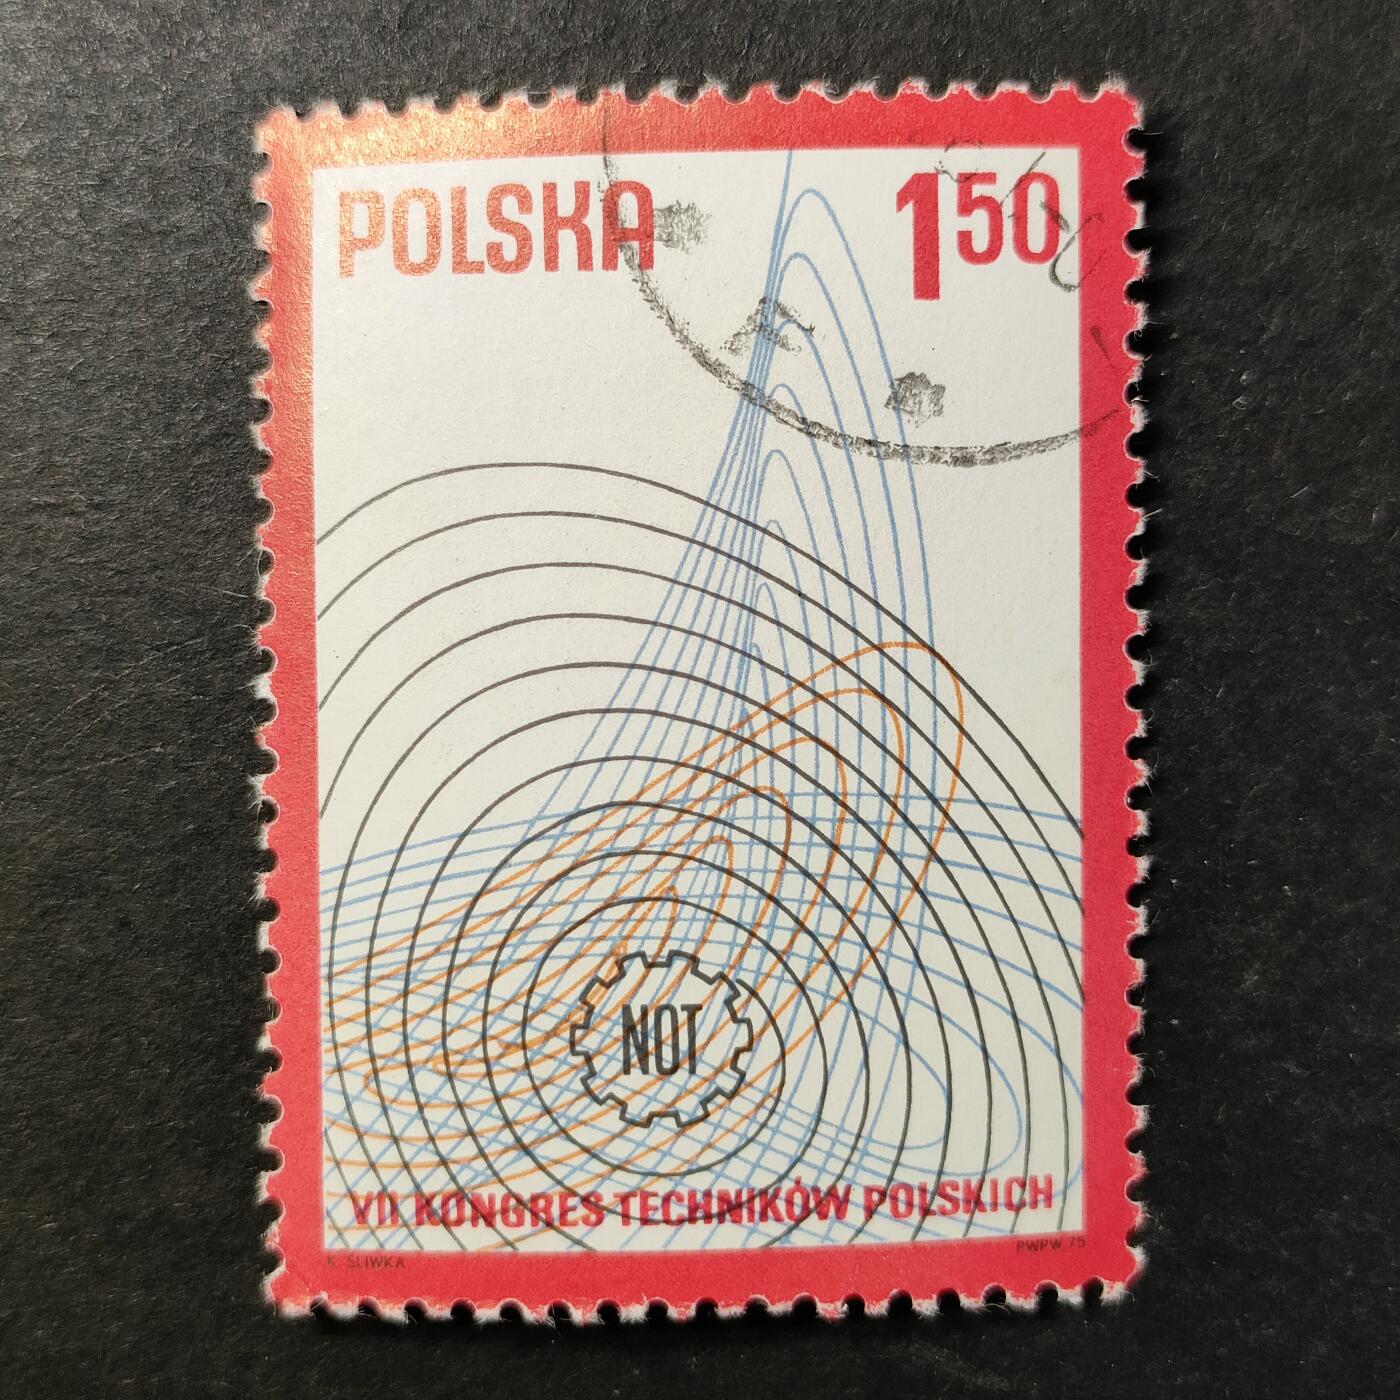 POLSKA 1 50
NOT
VII KONGRES TECHNIKÓW POLSKICH
K. ŚLIWKA PWPW 75